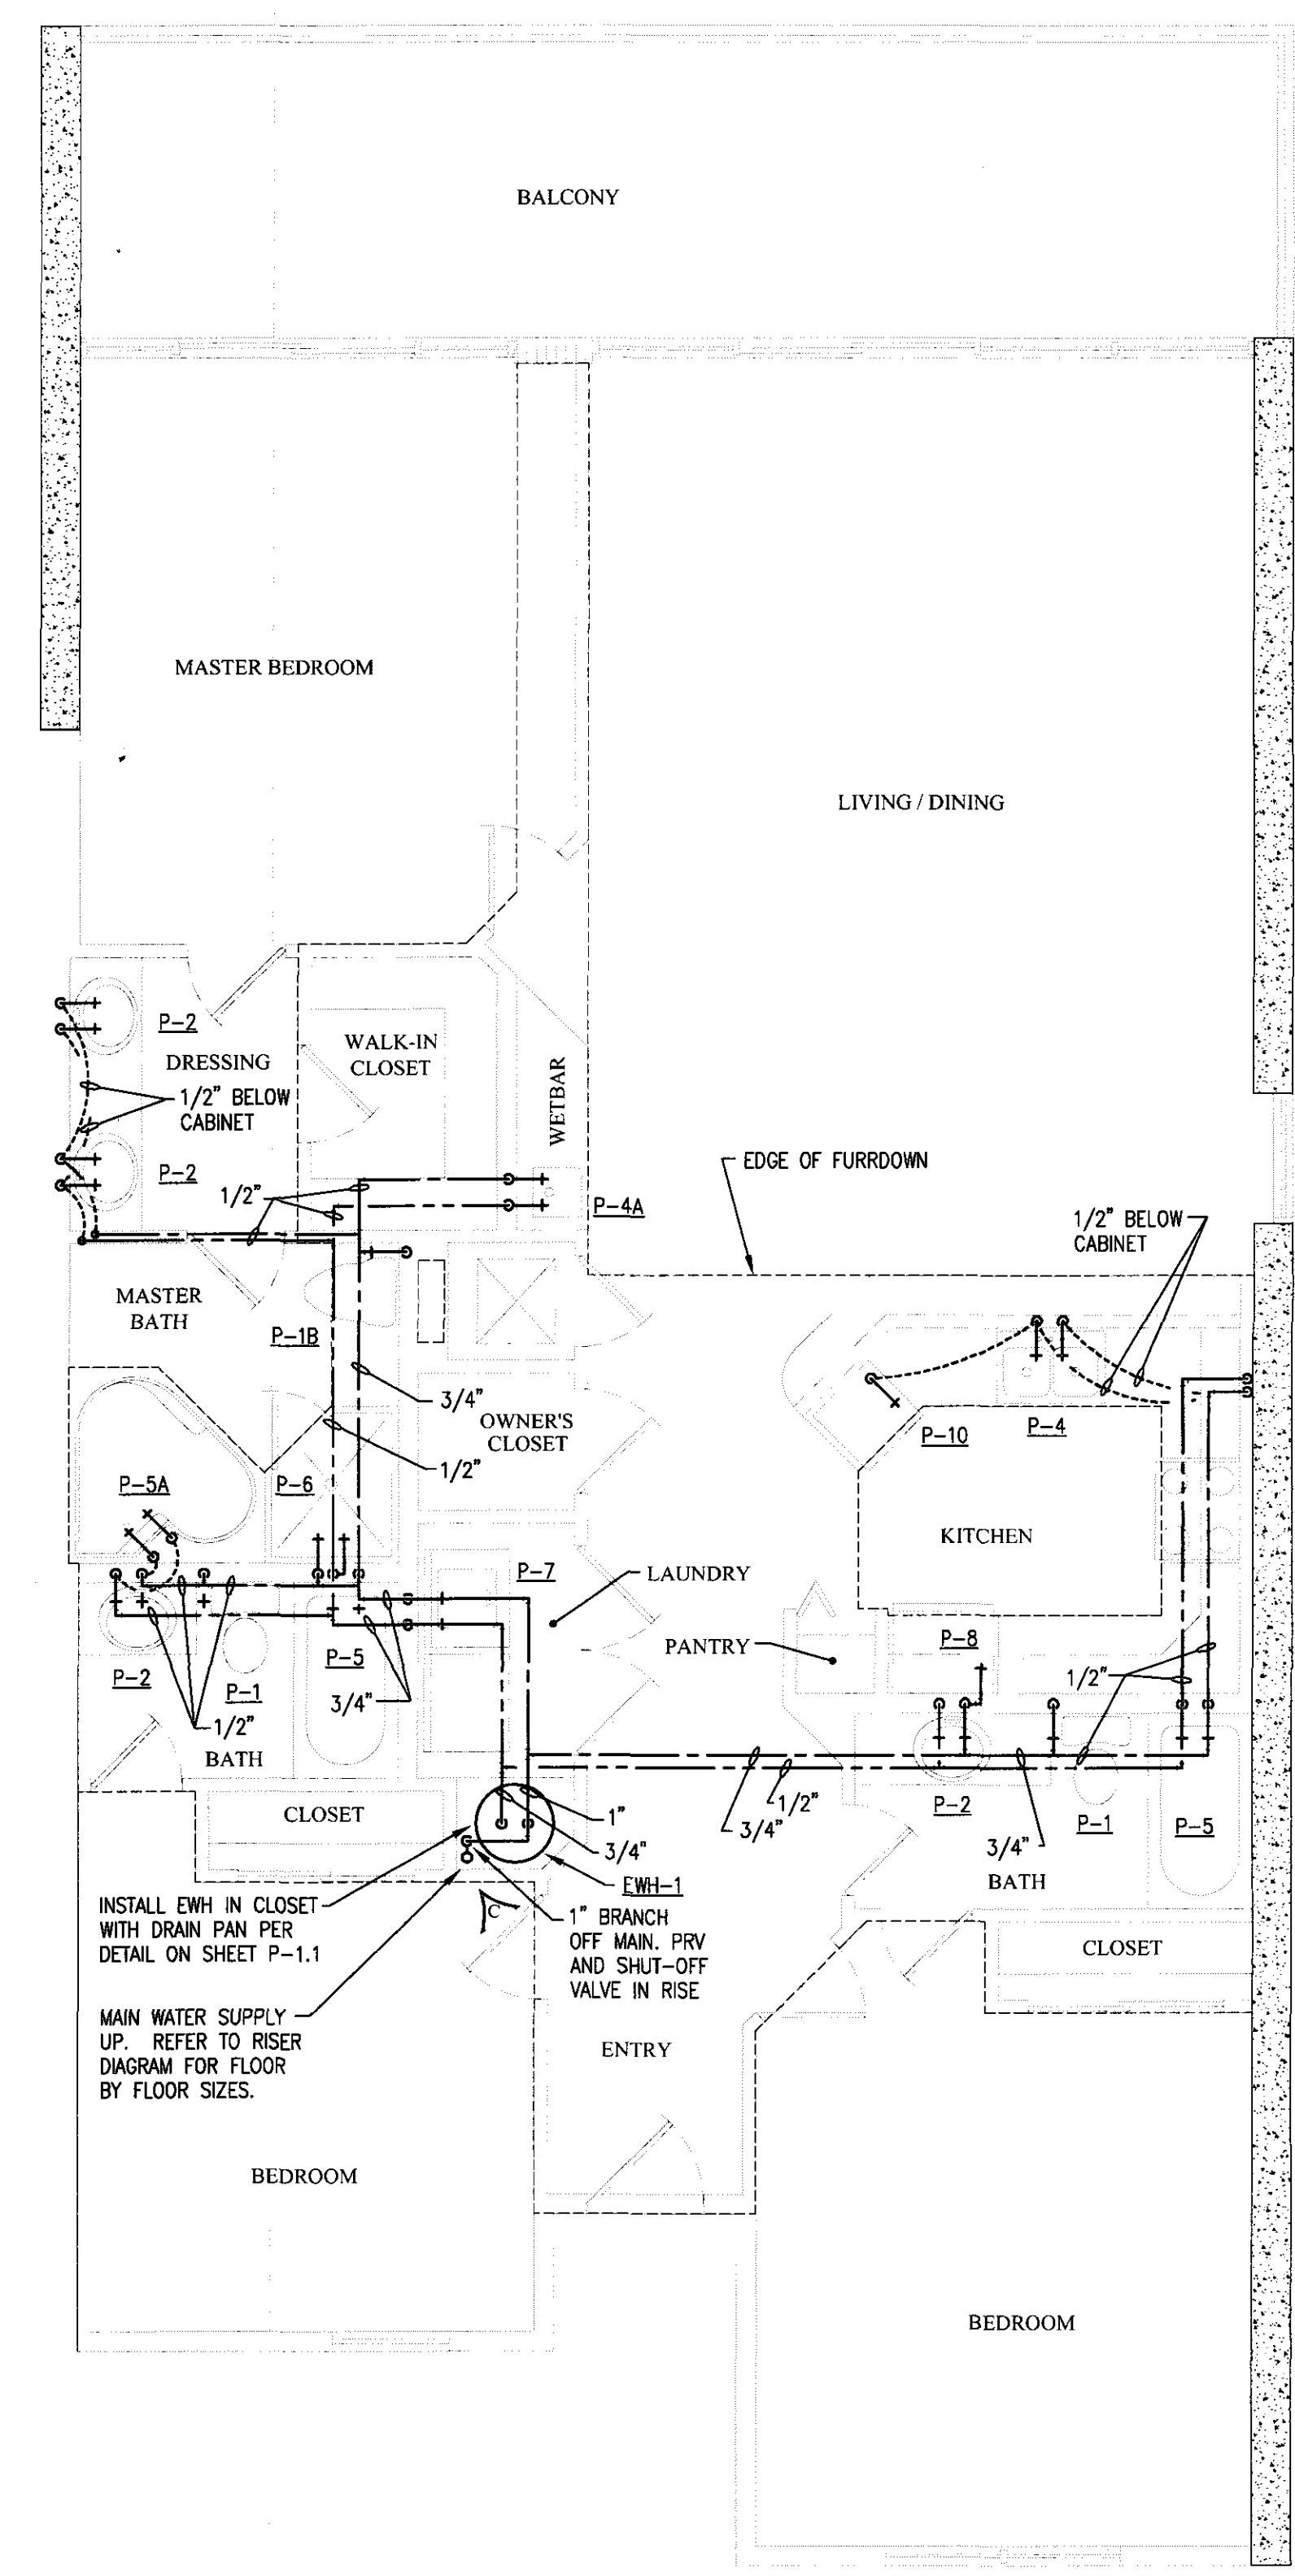 BALCONY
MASTER BEDROOM
LIVING / DINING
P-2
DRESSING
1/2" BELOW
CABINET
P-2
WALK-IN
CLOSET
WETBAR
1/2"
P-4A
EDGE OF FURRDOWN
1/2" BELOW
CABINET
MASTER
BATH
P-1B
3/4"
OWNER'S
CLOSET
1/2"
P-10
P-4
P-5A
P-6
KITCHEN
P-7
LAUNDRY
PANTRY
P-8
P-2
P-1
P-5
3/4"
1/2"
1/2"
BATH
CLOSET
1"
3/4"
3/4"
1/2"
P-2
P-1
P-5
3/4"
BATH
EWH-1
C
1" BRANCH
OFF MAIN. PRV
AND SHUT-OFF
VALVE IN RISE
INSTALL EWH IN CLOSET
WITH DRAIN PAN PER
DETAIL ON SHEET P-1.1
CLOSET
MAIN WATER SUPPLY
UP. REFER TO RISER
DIAGRAM FOR FLOOR
BY FLOOR SIZES.
ENTRY
BEDROOM
BEDROOM